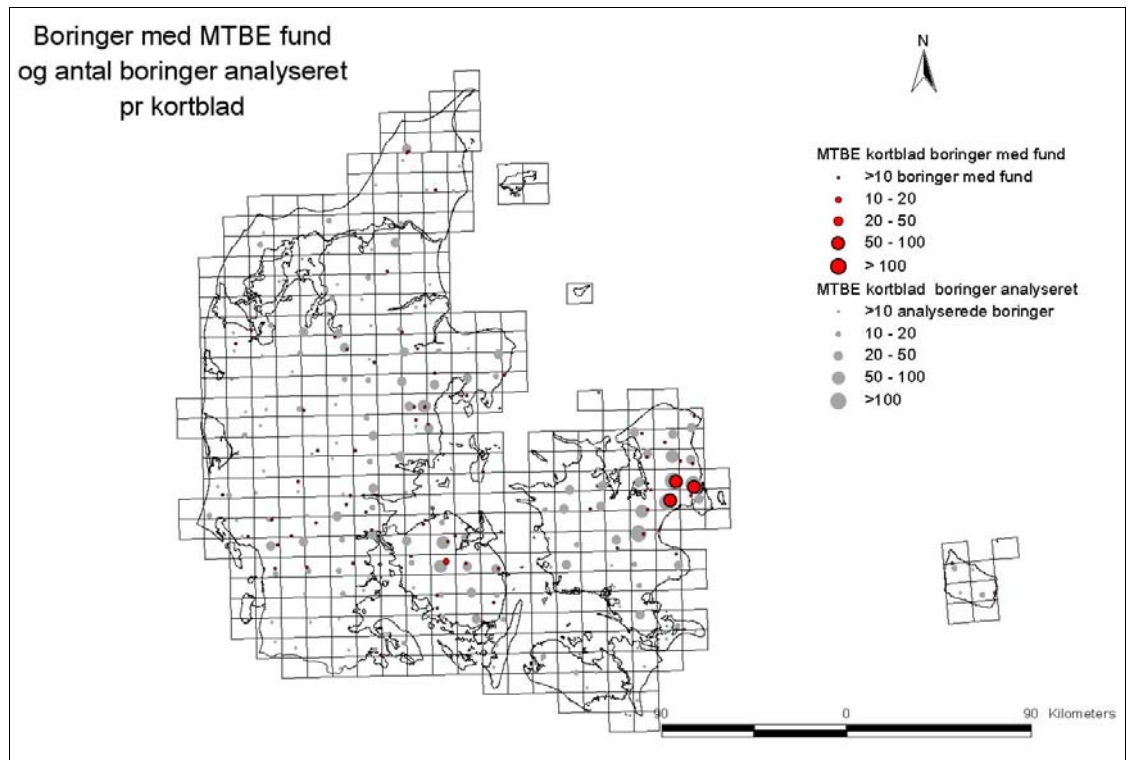 Boringer med MTBE fund
og antal boringer analyseret
pr kortblad
N
MTBE kortblad boringer med fund
>10 boringer med fund
10 - 20
20 - 50
50 - 100
> 100
MTBE kortblad boringer analyseret
>10 analyserede boringer
10 - 20
20 - 50
50 - 100
>100
90 0 90 Kilometers